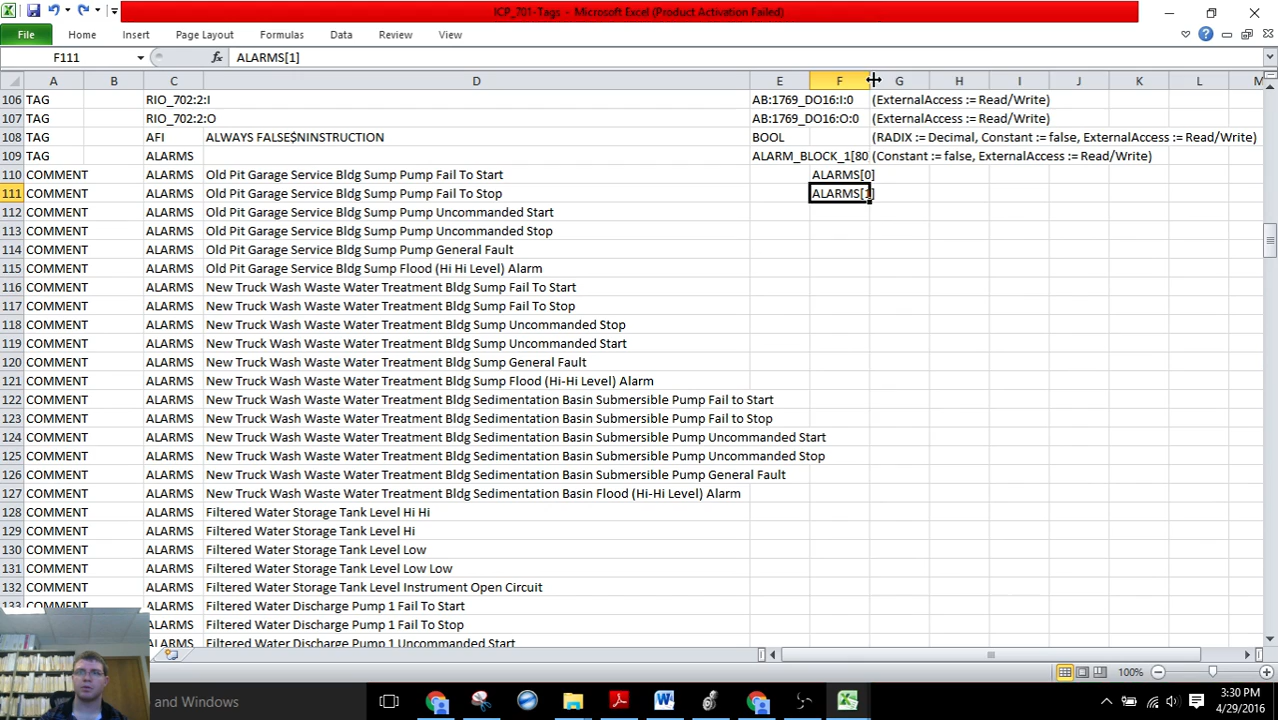 ICP_701-Tags - Microsoft Excel (Product Activation Failed)
File Home Insert Page Layout Formulas Data Review View
F111 fx ALARMS[1]
A B C D E F G H I J K L M
106 TAG RIO_702:2:I AB:1769_DO16:I:0 (ExternalAccess := Read/Write)
107 TAG RIO_702:2:O AB:1769_DO16:O:0 (ExternalAccess := Read/Write)
108 TAG AFI ALWAYS FALSE$NINSTRUCTION BOOL (RADIX := Decimal, Constant := false, ExternalAccess := Read/Write)
109 TAG ALARMS ALARM_BLOCK_1[80 (Constant := false, ExternalAccess := Read/Write)
110 COMMENT ALARMS Old Pit Garage Service Bldg Sump Pump Fail To Start ALARMS[0]
111 COMMENT ALARMS Old Pit Garage Service Bldg Sump Pump Fail To Stop ALARMS[1]
112 COMMENT ALARMS Old Pit Garage Service Bldg Sump Pump Uncommanded Start
113 COMMENT ALARMS Old Pit Garage Service Bldg Sump Pump Uncommanded Stop
114 COMMENT ALARMS Old Pit Garage Service Bldg Sump Pump General Fault
115 COMMENT ALARMS Old Pit Garage Service Bldg Sump Flood (Hi Hi Level) Alarm
116 COMMENT ALARMS New Truck Wash Waste Water Treatment Bldg Sump Fail To Start
117 COMMENT ALARMS New Truck Wash Waste Water Treatment Bldg Sump Fail To Stop
118 COMMENT ALARMS New Truck Wash Waste Water Treatment Bldg Sump Uncommanded Stop
119 COMMENT ALARMS New Truck Wash Waste Water Treatment Bldg Sump Uncommanded Start
120 COMMENT ALARMS New Truck Wash Waste Water Treatment Bldg Sump General Fault
121 COMMENT ALARMS New Truck Wash Waste Water Treatment Bldg Sump Flood (Hi-Hi Level) Alarm
122 COMMENT ALARMS New Truck Wash Waste Water Treatment Bldg Sedimentation Basin Submersible Pump Fail to Start
123 COMMENT ALARMS New Truck Wash Waste Water Treatment Bldg Sedimentation Basin Submersible Pump Fail to Stop
124 COMMENT ALARMS New Truck Wash Waste Water Treatment Bldg Sedimentation Basin Submersible Pump Uncommanded Start
125 COMMENT ALARMS New Truck Wash Waste Water Treatment Bldg Sedimentation Basin Submersible Pump Uncommanded Stop
126 COMMENT ALARMS New Truck Wash Waste Water Treatment Bldg Sedimentation Basin Submersible Pump General Fault
127 COMMENT ALARMS New Truck Wash Waste Water Treatment Bldg Sedimentation Basin Flood (Hi-Hi Level) Alarm
128 COMMENT ALARMS Filtered Water Storage Tank Level Hi Hi
129 COMMENT ALARMS Filtered Water Storage Tank Level Hi
130 COMMENT ALARMS Filtered Water Storage Tank Level Low
131 COMMENT ALARMS Filtered Water Storage Tank Level Low Low
132 COMMENT ALARMS Filtered Water Storage Tank Level Instrument Open Circuit
133 COMMENT ALARMS Filtered Water Discharge Pump 1 Fail To Start
ALARMS Filtered Water Discharge Pump 1 Fail To Stop
ALARMS Filtered Water Discharge Pump 1 Uncommanded Start
100%
and Windows
3:30 PM
4/29/2016